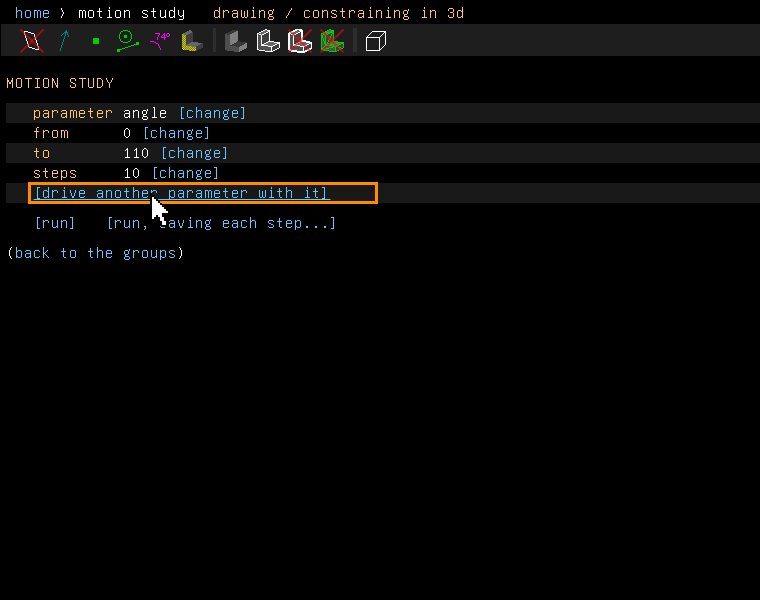 home ⟩ motion study drawing / constraining in 3d
74º
MOTION STUDY
parameter angle [change]
from 0 [change]
to 110 [change]
steps 10 [change]
[drive another parameter with it]
[run] [run, saving each step...]
(back to the groups)